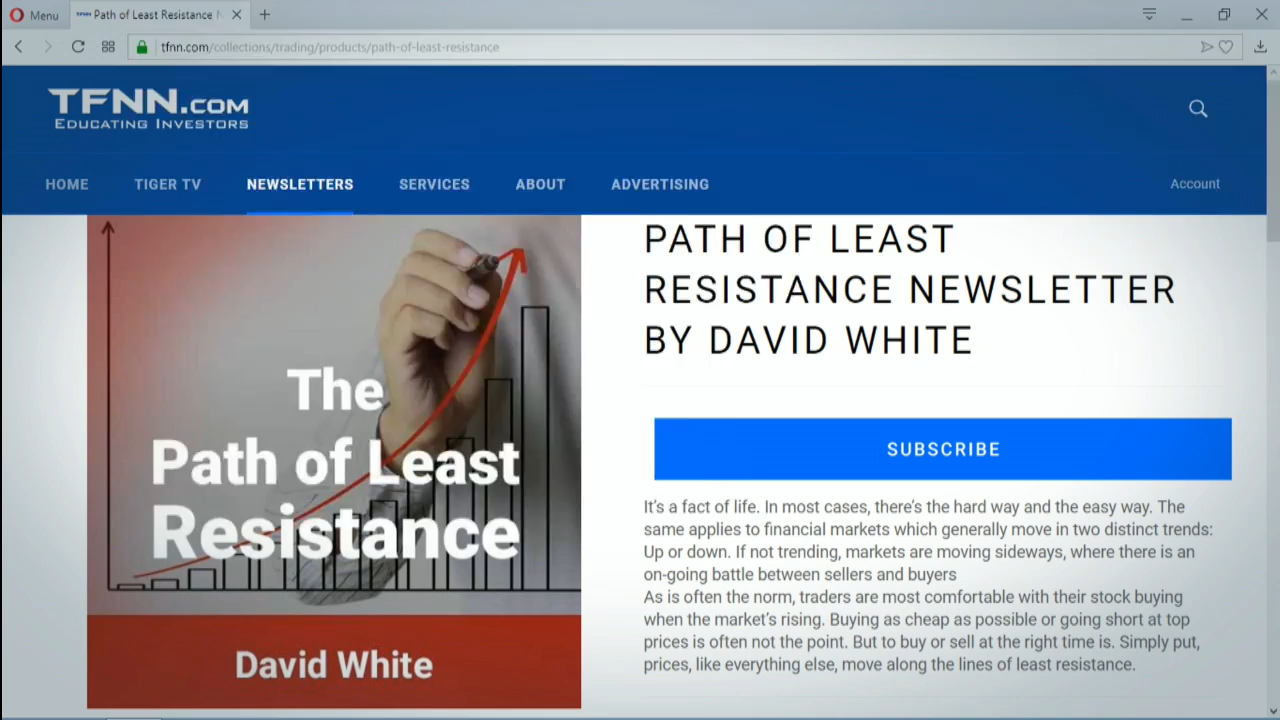 Menu
Path of Least Resistance
tfnn.com/collections/trading/products/path-of-least-resistance
TFNN.COM
EDUCATING INVESTORS
HOME TIGER TV NEWSLETTERS SERVICES ABOUT ADVERTISING Account
The
Path of Least
Resistance
David White
PATH OF LEAST
RESISTANCE NEWSLETTER
BY DAVID WHITE
SUBSCRIBE
It's a fact of life. In most cases, there's the hard way and the easy way. The
same applies to financial markets which generally move in two distinct trends:
Up or down. If not trending, markets are moving sideways, where there is an
on-going battle between sellers and buyers
As is often the norm, traders are most comfortable with their stock buying
when the market's rising. Buying as cheap as possible or going short at top
prices is often not the point. But to buy or sell at the right time is. Simply put,
prices, like everything else, move along the lines of least resistance.